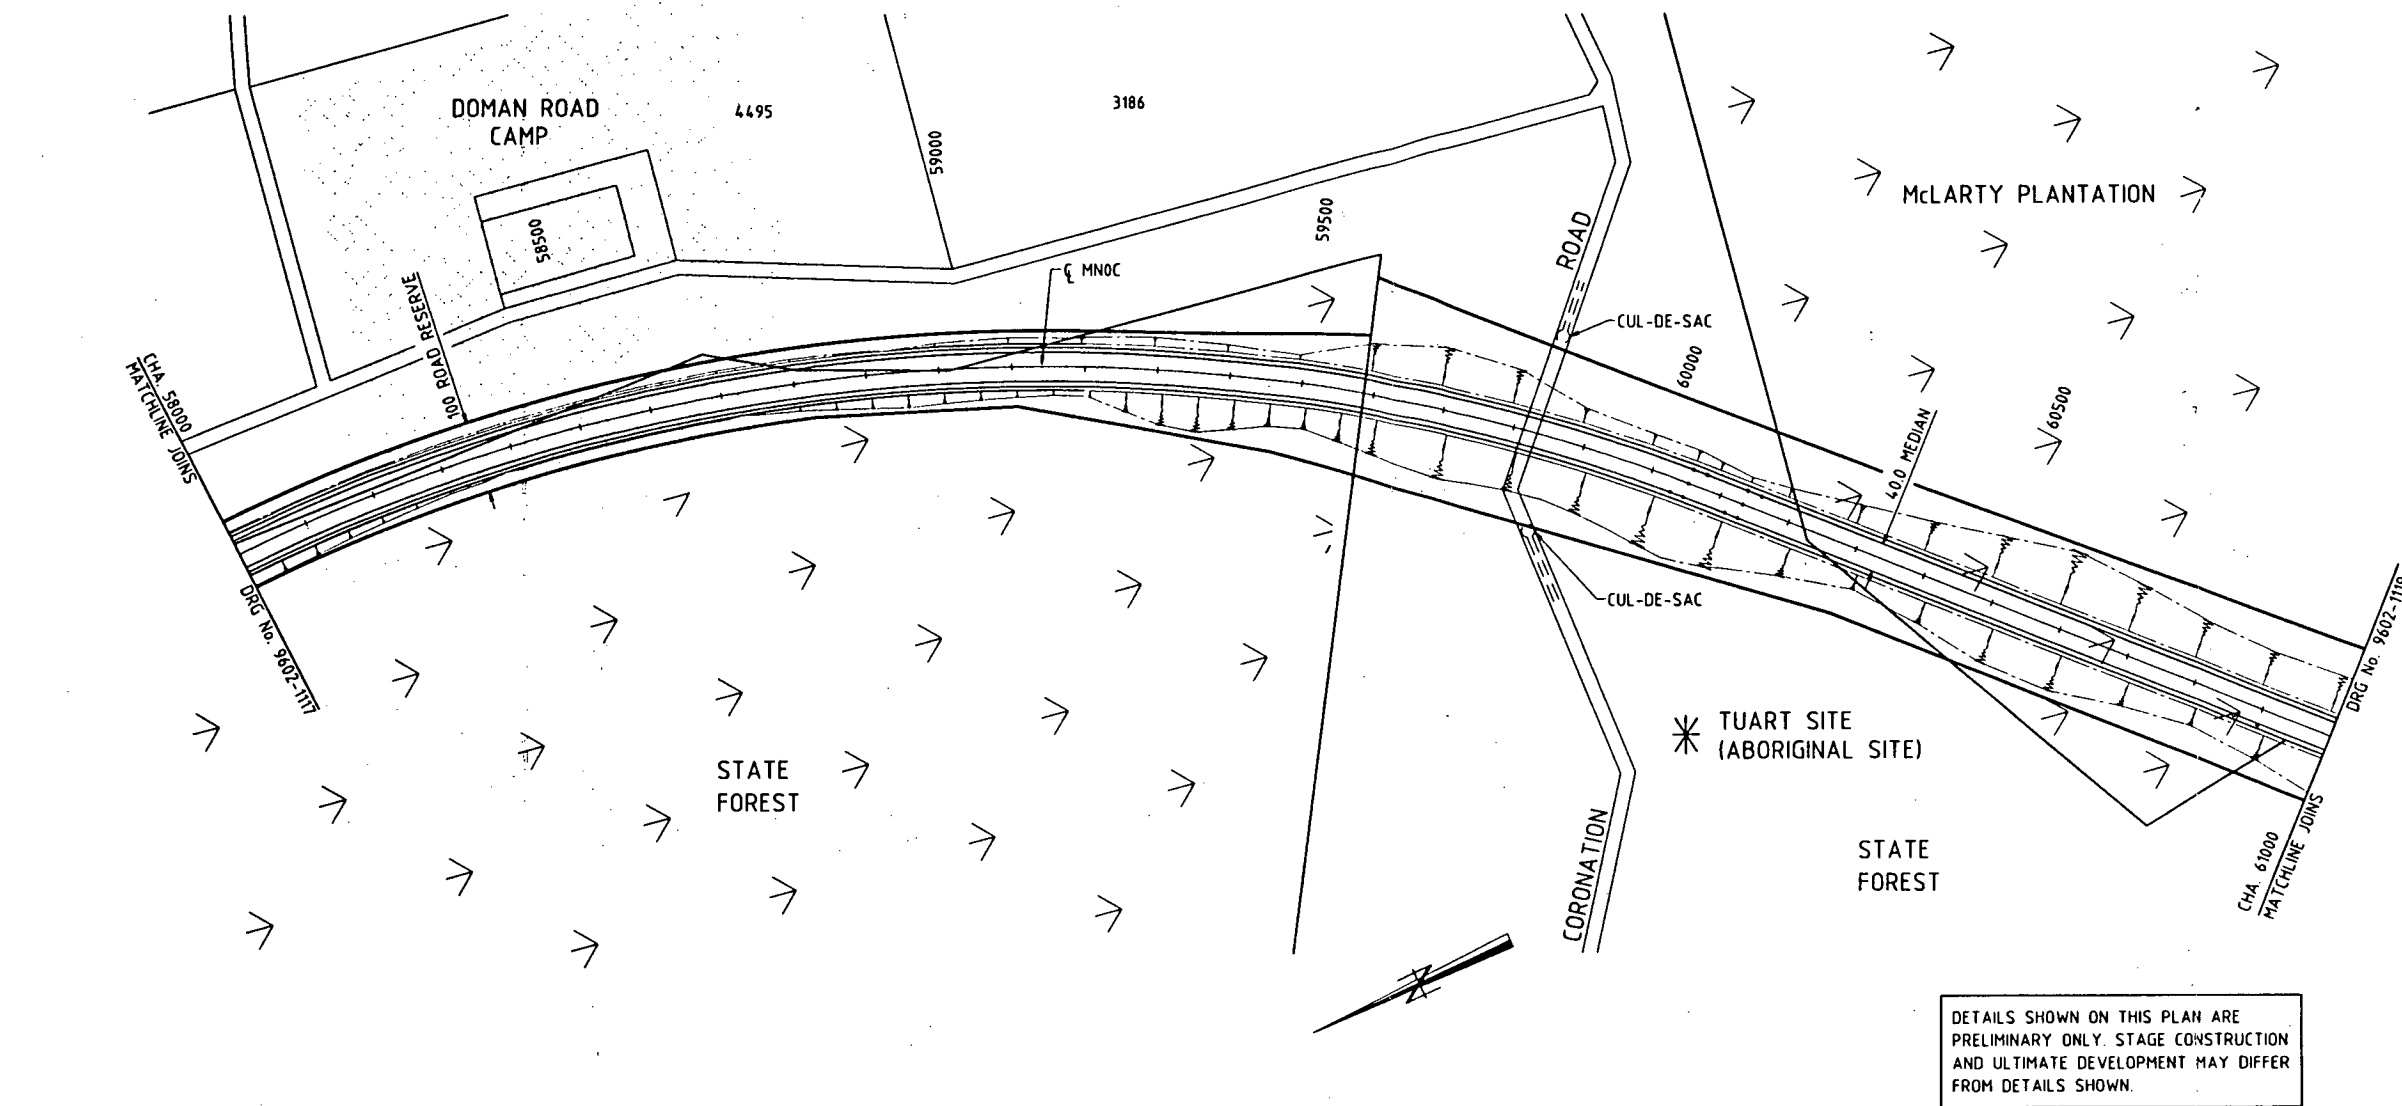 DOMAN ROAD
CAMP
4495
3186
59000
58500
59500
McLARTY PLANTATION
ROAD
100 ROAD RESERVE
℄ MNOC
CUL-DE-SAC
60000
60500
40.0 MEDIAN
CHA. 58000
MATCHLINE JOINS
DRG No. 9602-1117
CUL-DE-SAC
DRG No. 9602-1119
TUART SITE
(ABORIGINAL SITE)
STATE
FOREST
CORONATION
STATE
FOREST
CHA. 61000
MATCHLINE JOINS
N
DETAILS SHOWN ON THIS PLAN ARE
PRELIMINARY ONLY. STAGE CONSTRUCTION
AND ULTIMATE DEVELOPMENT MAY DIFFER
FROM DETAILS SHOWN.